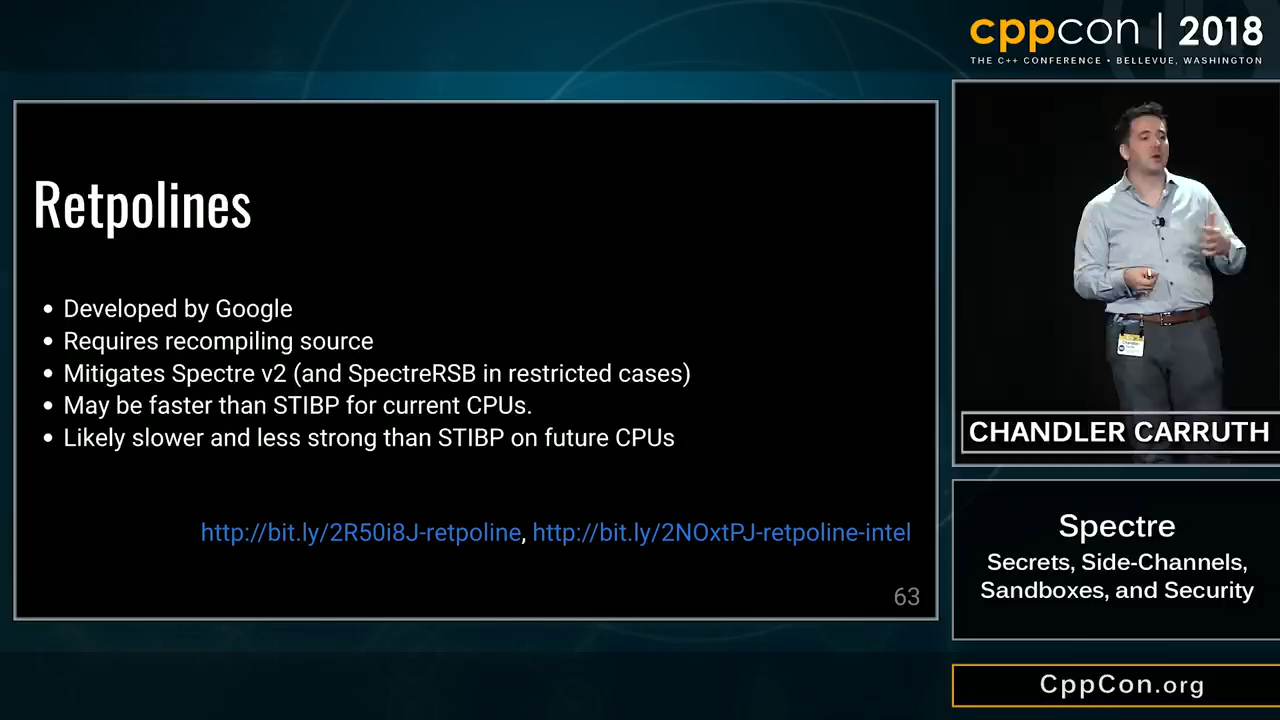 cppcon | 2018
THE C++ CONFERENCE • BELLEVUE, WASHINGTON
Retpolines
• Developed by Google
• Requires recompiling source
• Mitigates Spectre v2 (and SpectreRSB in restricted cases)
• May be faster than STIBP for current CPUs.
• Likely slower and less strong than STIBP on future CPUs
http://bit.ly/2R50i8J-retpoline, http://bit.ly/2NOxtPJ-retpoline-intel
63
CHANDLER CARRUTH
Spectre
Secrets, Side-Channels,
Sandboxes, and Security
CppCon.org